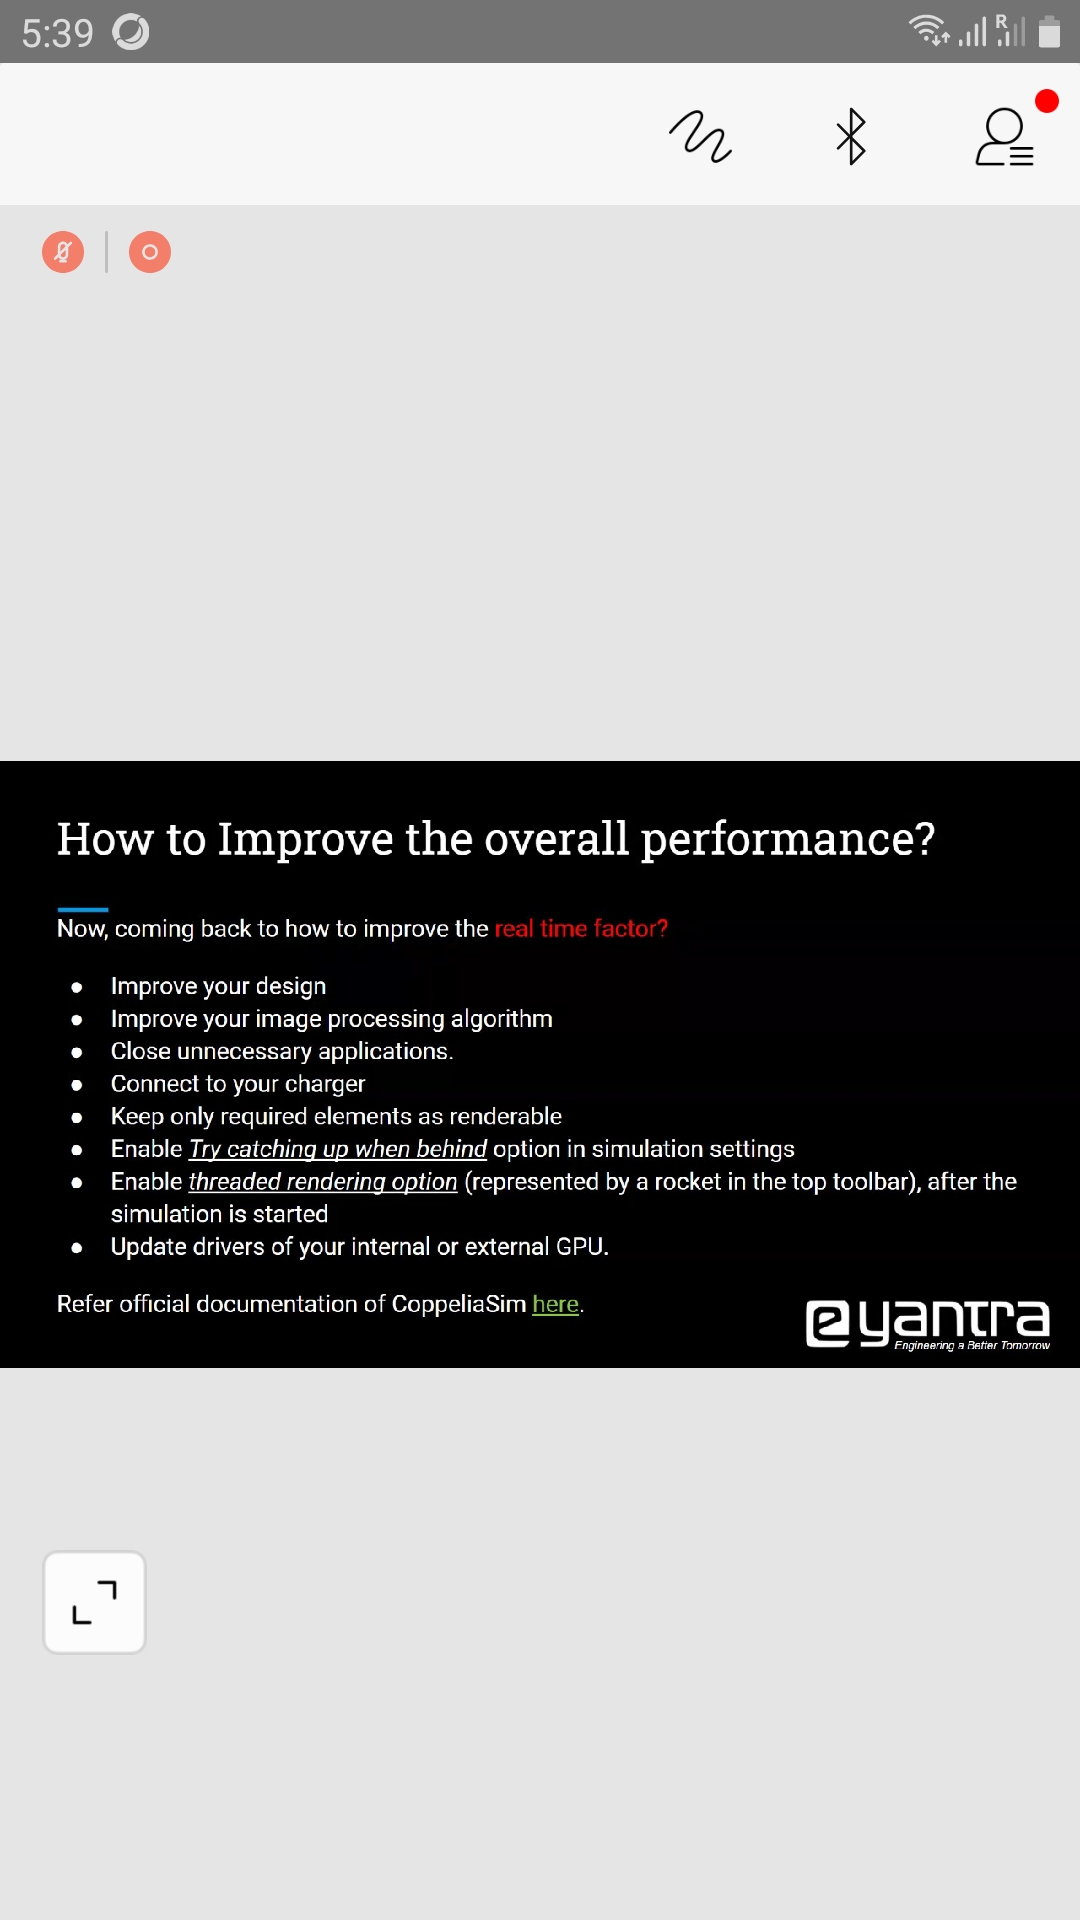 5:39
R
How to Improve the overall performance?
Now, coming back to how to improve the real time factor?
● Improve your design
● Improve your image processing algorithm
● Close unnecessary applications.
● Connect to your charger
● Keep only required elements as renderable
● Enable Try catching up when behind option in simulation settings
● Enable threaded rendering option (represented by a rocket in the top toolbar), after the
simulation is started
● Update drivers of your internal or external GPU.
Refer official documentation of CoppeliaSim here.
e yantra
Engineering a Better Tomorrow